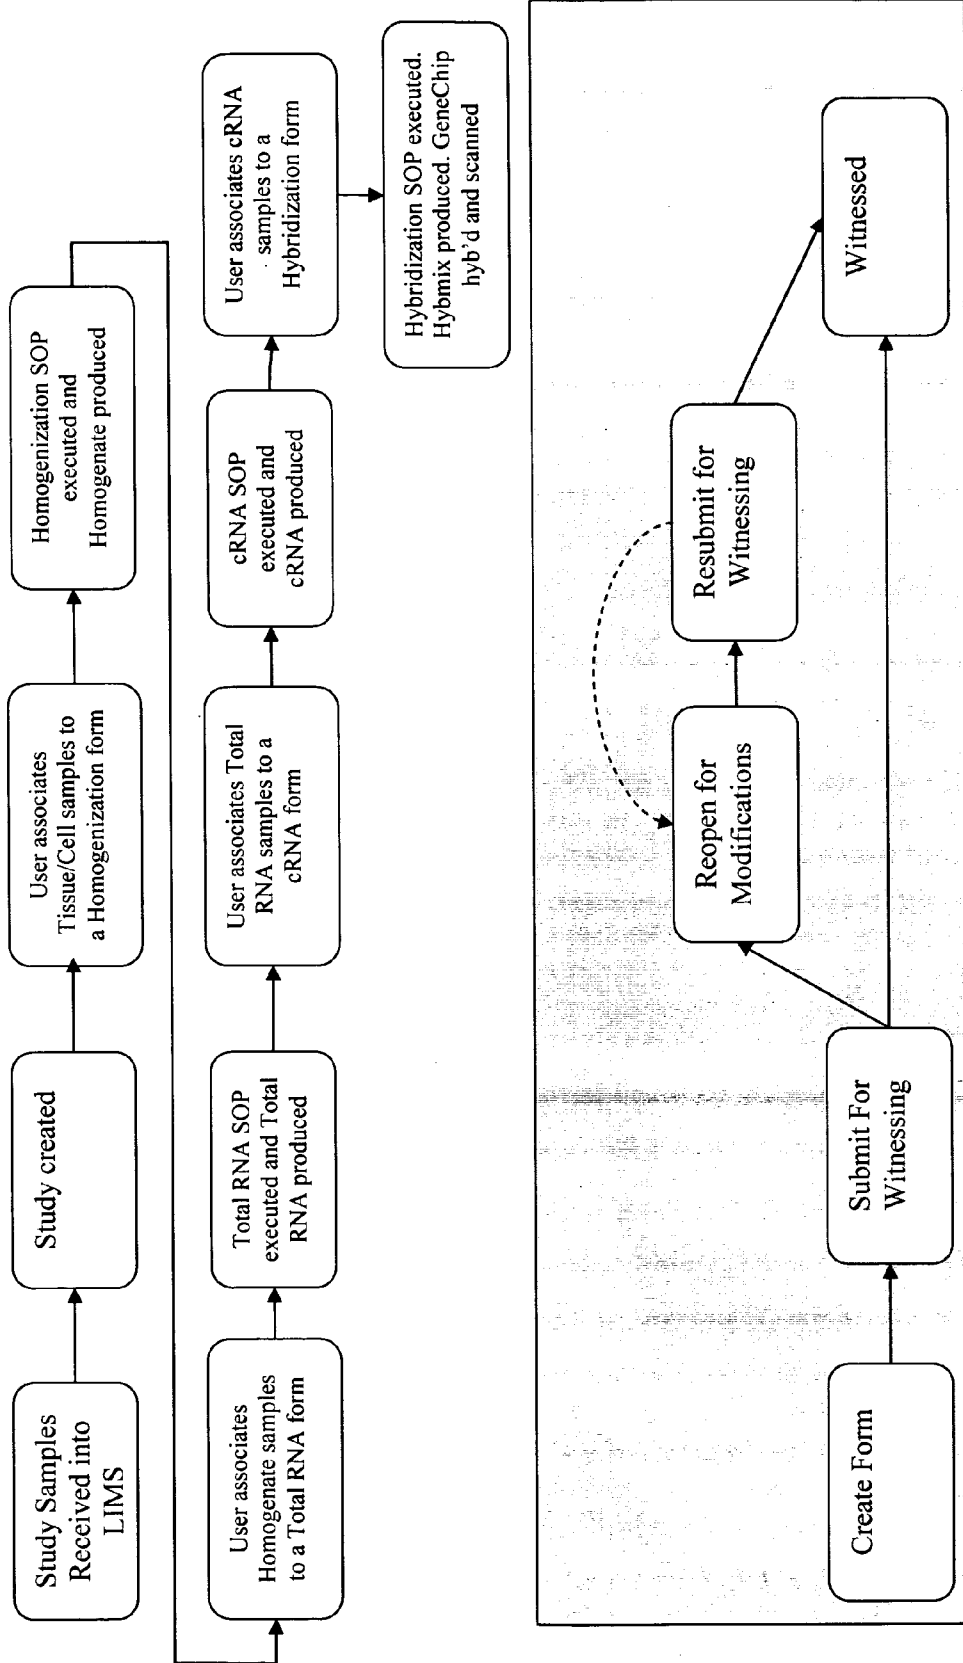 Study Samples
Received into
LIMS
Study created
User associates
Tissue/Cell samples to
a Homogenization form
Homogenization SOP
executed and
Homogenate produced
User associates
Homogenate samples
to a Total RNA form
Total RNA SOP
executed and Total
RNA produced
User associates Total
RNA samples to a
cRNA form
cRNA SOP
executed and
cRNA produced
User associates cRNA
samples to a
Hybridization form
Hybridization SOP executed.
Hybmix produced. GeneChip
hyb'd and scanned
Create Form
Submit For
Witnessing
Reopen for
Modifications
Resubmit for
Witnessing
Witnessed